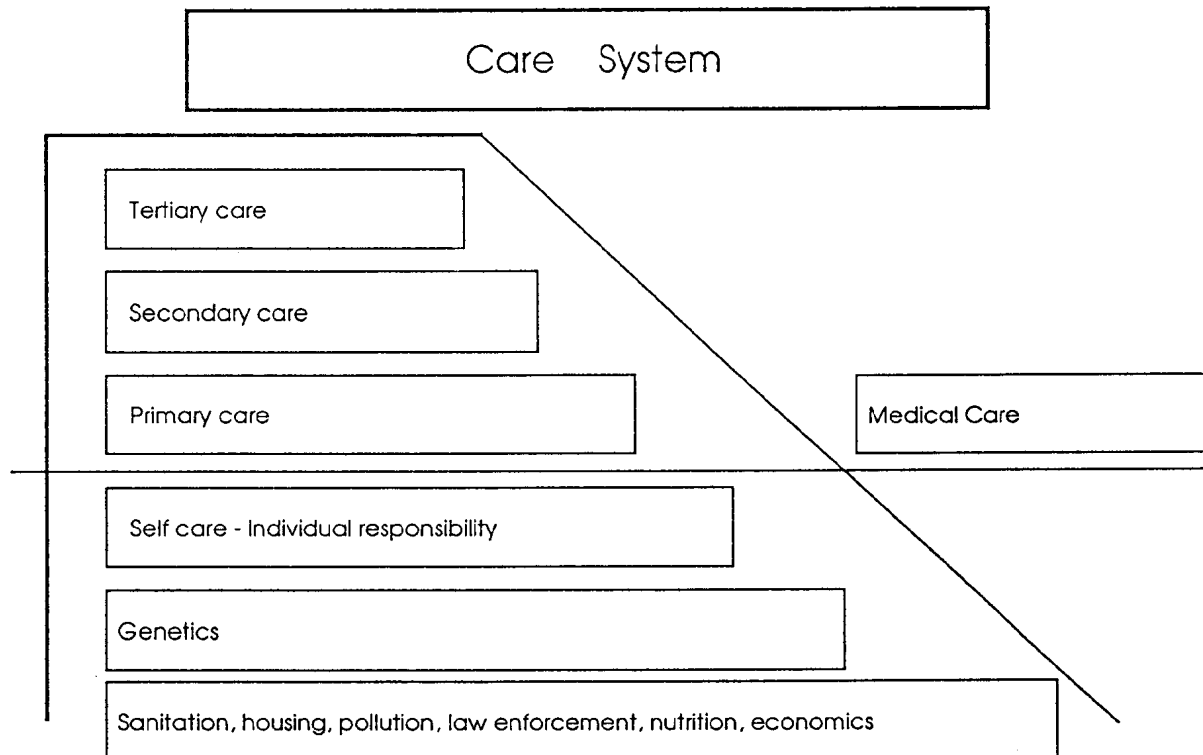 Care System
Tertiary care
Secondary care
Primary care
Medical Care
Self care - Individual responsibility
Genetics
Sanitation, housing, pollution, law enforcement, nutrition, economics